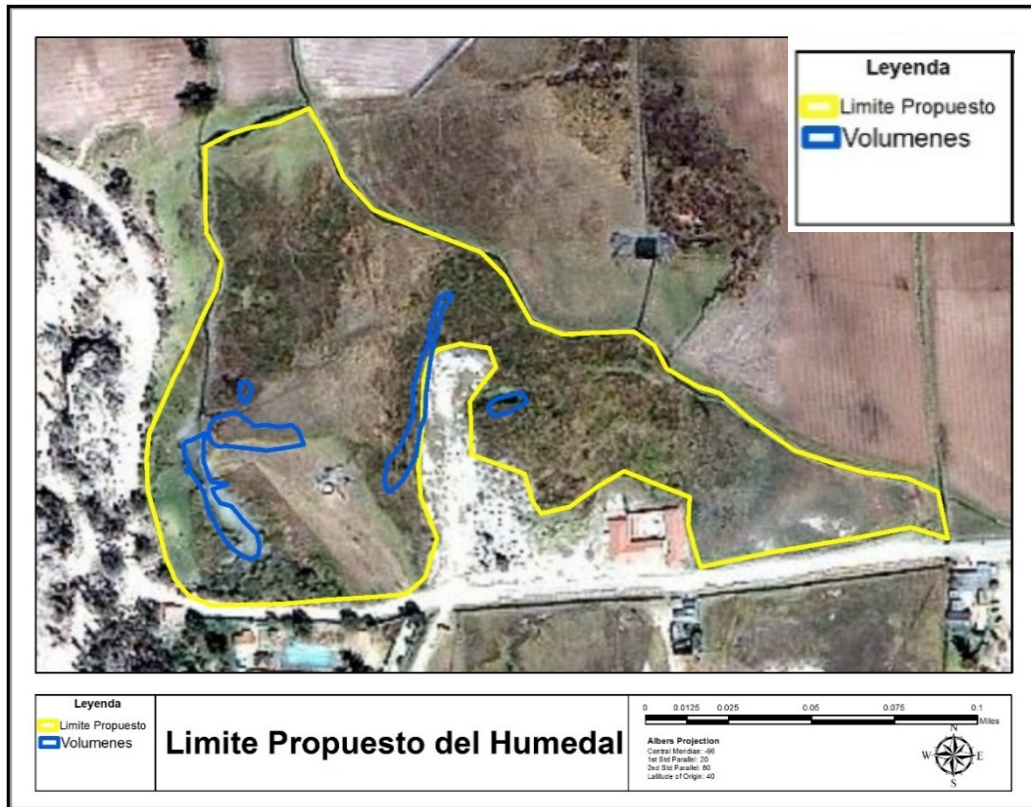 Leyenda
Limite Propuesto
Volumenes
Leyenda
Limite Propuesto
Volumenes
Limite Propuesto del Humedal
0 0.0125 0.025 0.05 0.075 0.1
Miles
Albers Projection
Central Meridian: -96
1st Std Parallel: 20
2nd Std Parallel: 60
Latitude of Origin: 40
N
W E
S